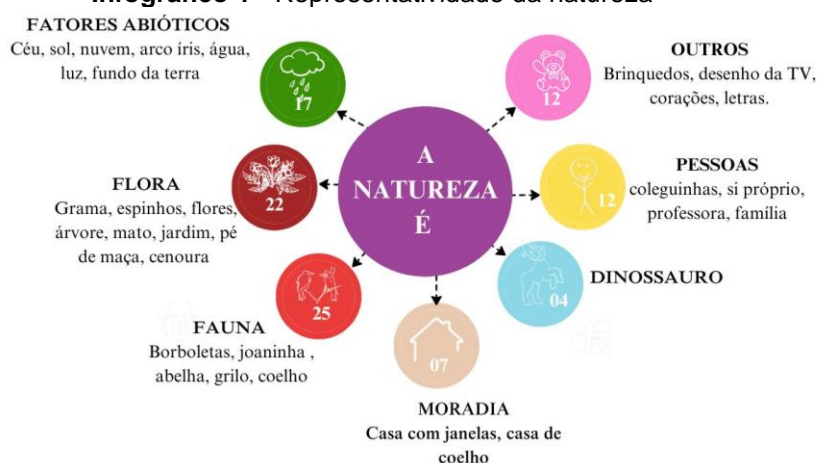 Infográfico 1 - Representatividade da natureza
FATORES ABIÓTICOS
Céu, sol, nuvem, arco íris, água,
luz, fundo da terra
17
OUTROS
Brinquedos, desenho da TV,
corações, letras.
12
A
NATUREZA
É
FLORA
Grama, espinhos, flores,
árvore, mato, jardim, pé
de maça, cenoura
22
PESSOAS
coleguinhas, si próprio,
professora, família
12
DINOSSAURO
04
FAUNA
Borboletas, joaninha ,
abelha, grilo, coelho
25
07
MORADIA
Casa com janelas, casa de
coelho